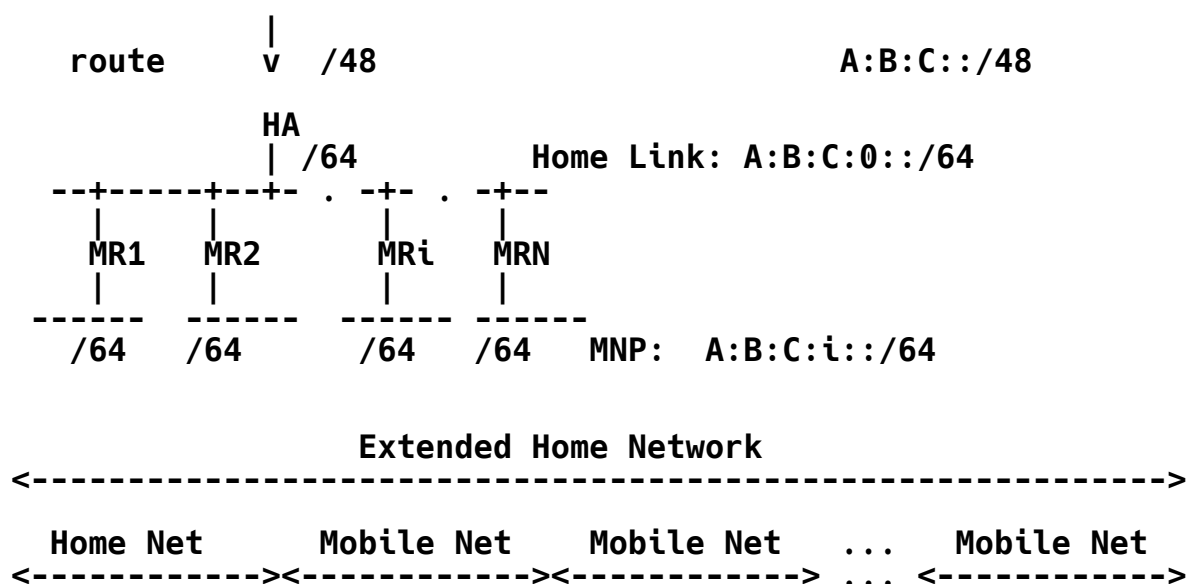 |
route v /48 A:B:C::/48
HA
| /64 Home Link: A:B:C:0::/64
--+-----+--+- . -+- . -+--
| | | |
MR1 MR2 MRi MRN
| | | |
------ ------ ------ ------
/64 /64 /64 /64 MNP: A:B:C:i::/64
Extended Home Network
<----------------------------------------------------------->
Home Net Mobile Net Mobile Net ... Mobile Net
<------------><------------><------------> ... <------------>